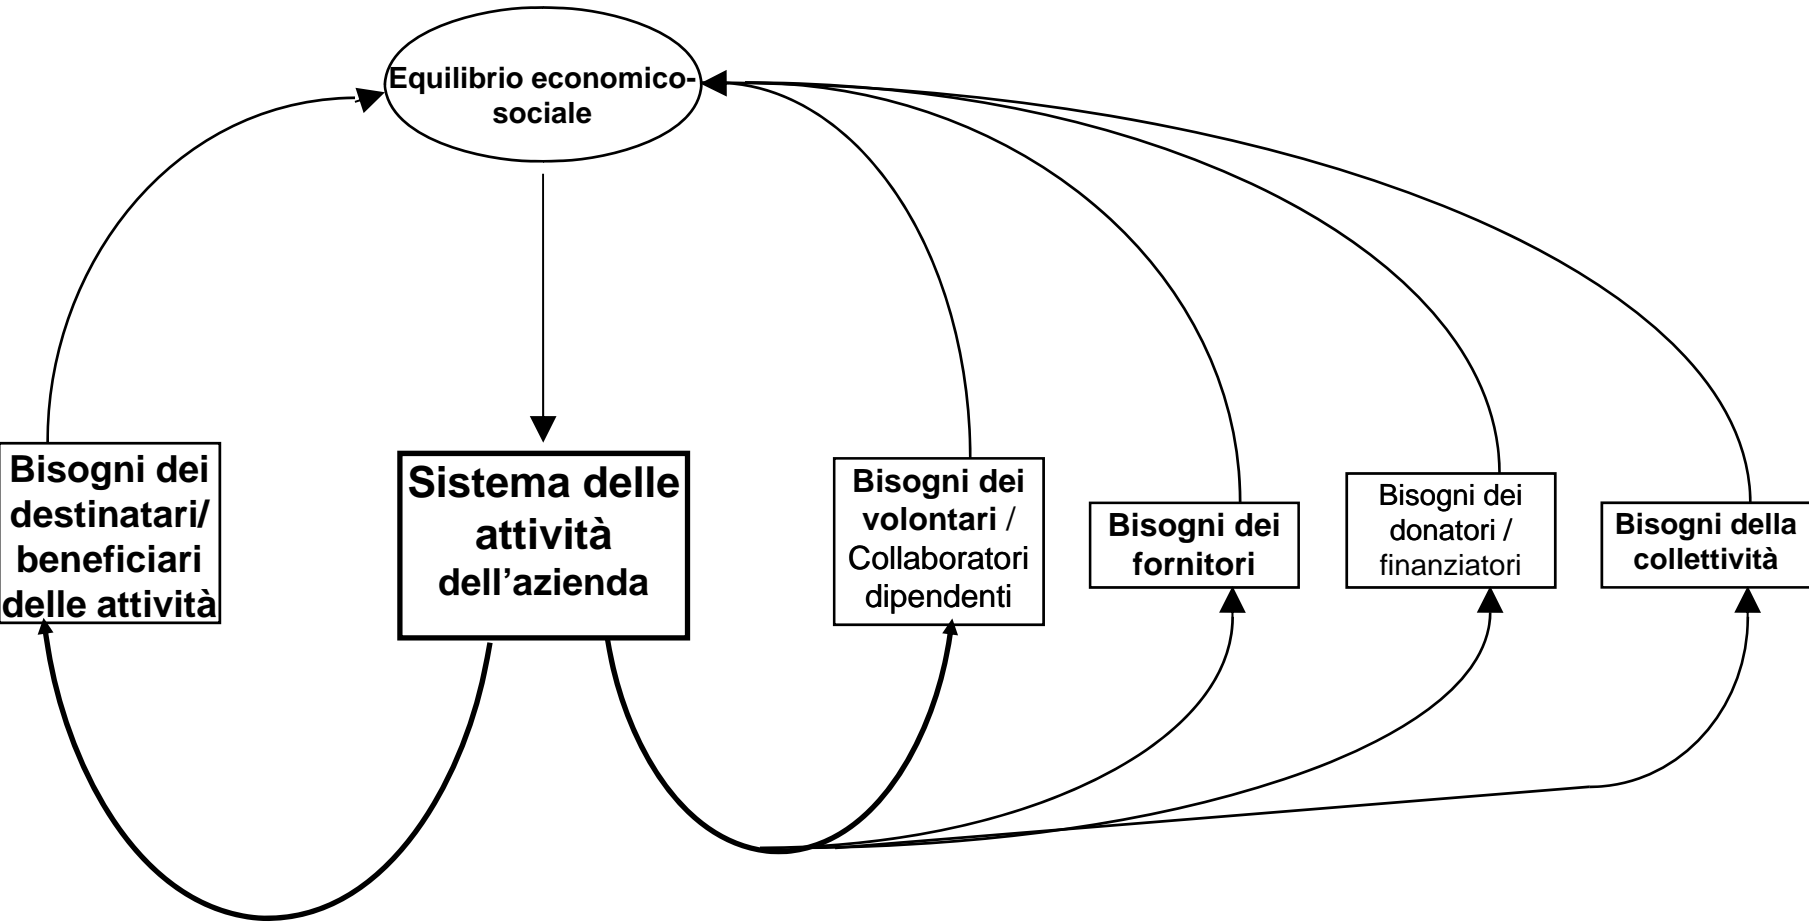 Equilibrio economico-
sociale
Bisogni dei
destinatari/
beneficiari
delle attività
Sistema delle
attività
dell’azienda
Bisogni dei
volontari /
Collaboratori
dipendenti
Bisogni dei
fornitori
Bisogni dei
donatori /
finanziatori
Bisogni della
collettività